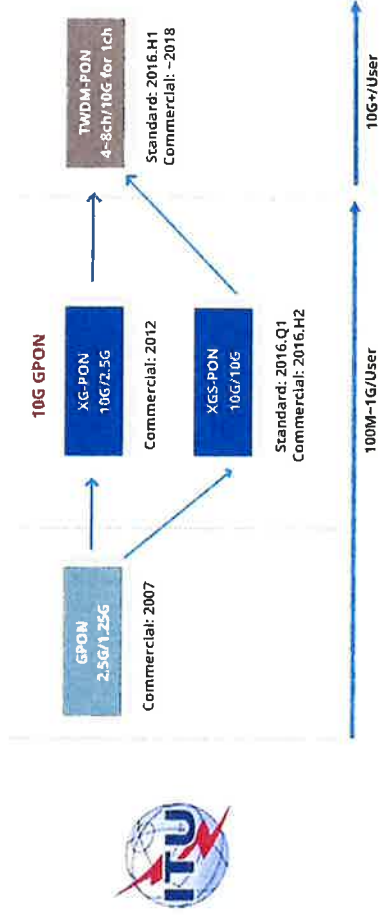 ITU
GPON
2.5G/1.25G
Commercial: 2007
10G GPON
XG-PON
10G/2.5G
Commercial: 2012
XGS-PON
10G/10G
Standard: 2016.Q1
Commercial: 2016.H2
TWDM-PON
4~8ch/10G for 1ch
Standard: 2016.H1
Commercial: ~2018
100M~1G/User
10G+/User